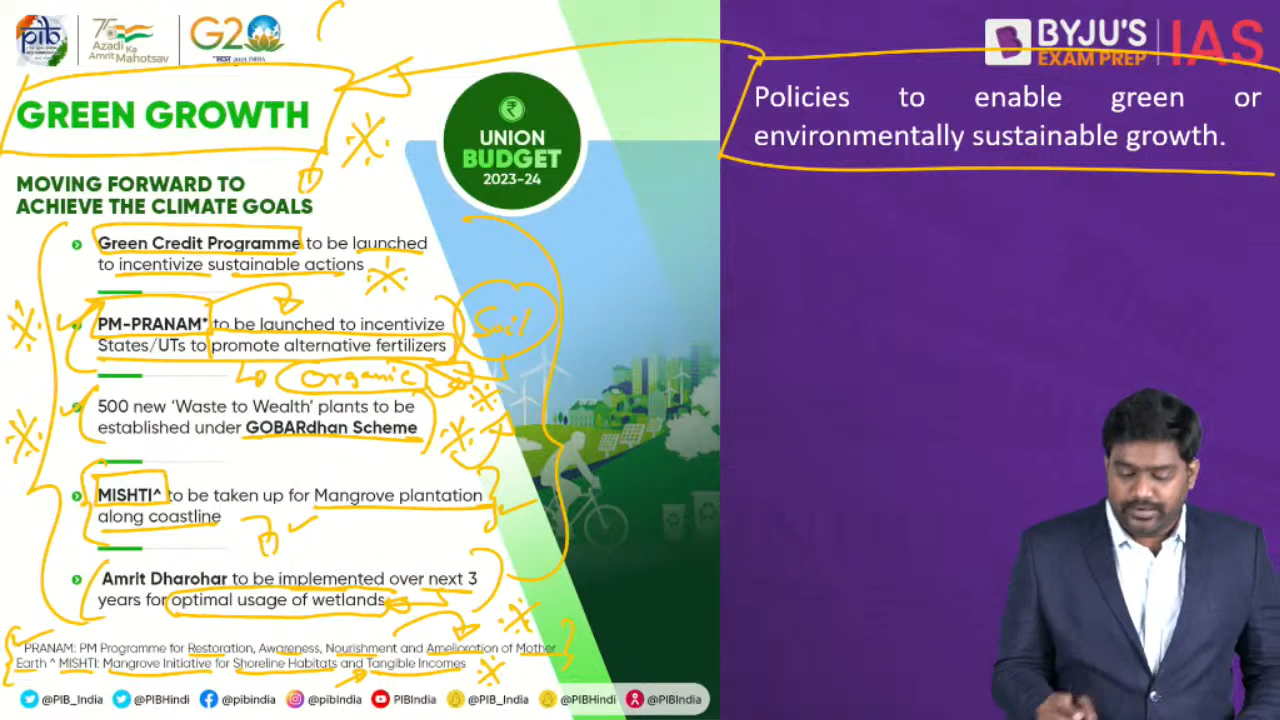 pib
75 Azadi Ka
Amrit Mahotsav
G20
GREEN GROWTH
UNION
BUDGET
2023-24
MOVING FORWARD TO
ACHIEVE THE CLIMATE GOALS
Green Credit Programme to be launched
to incentivize sustainable actions
PM-PRANAM* to be launched to incentivize
States/UTs to promote alternative fertilizers
Soil
organic
500 new ‘Waste to Wealth’ plants to be
established under GOBARdhan Scheme
MISHTI^ to be taken up for Mangrove plantation
along coastline
Amrit Dharohar to be implemented over next 3
years for optimal usage of wetlands
PRANAM: PM Programme for Restoration, Awareness, Nourishment and Amelioration of Mother
Earth ^ MISHTI: Mangrove Initiative for Shoreline Habitats and Tangible Incomes
@PIB_India @PIBHindi @pibindia @pibindia PIBIndia @PIB_India @PIBHindi @PIBIndia
BYJU'S IAS
EXAM PREP
Policies to enable green or
environmentally sustainable growth.